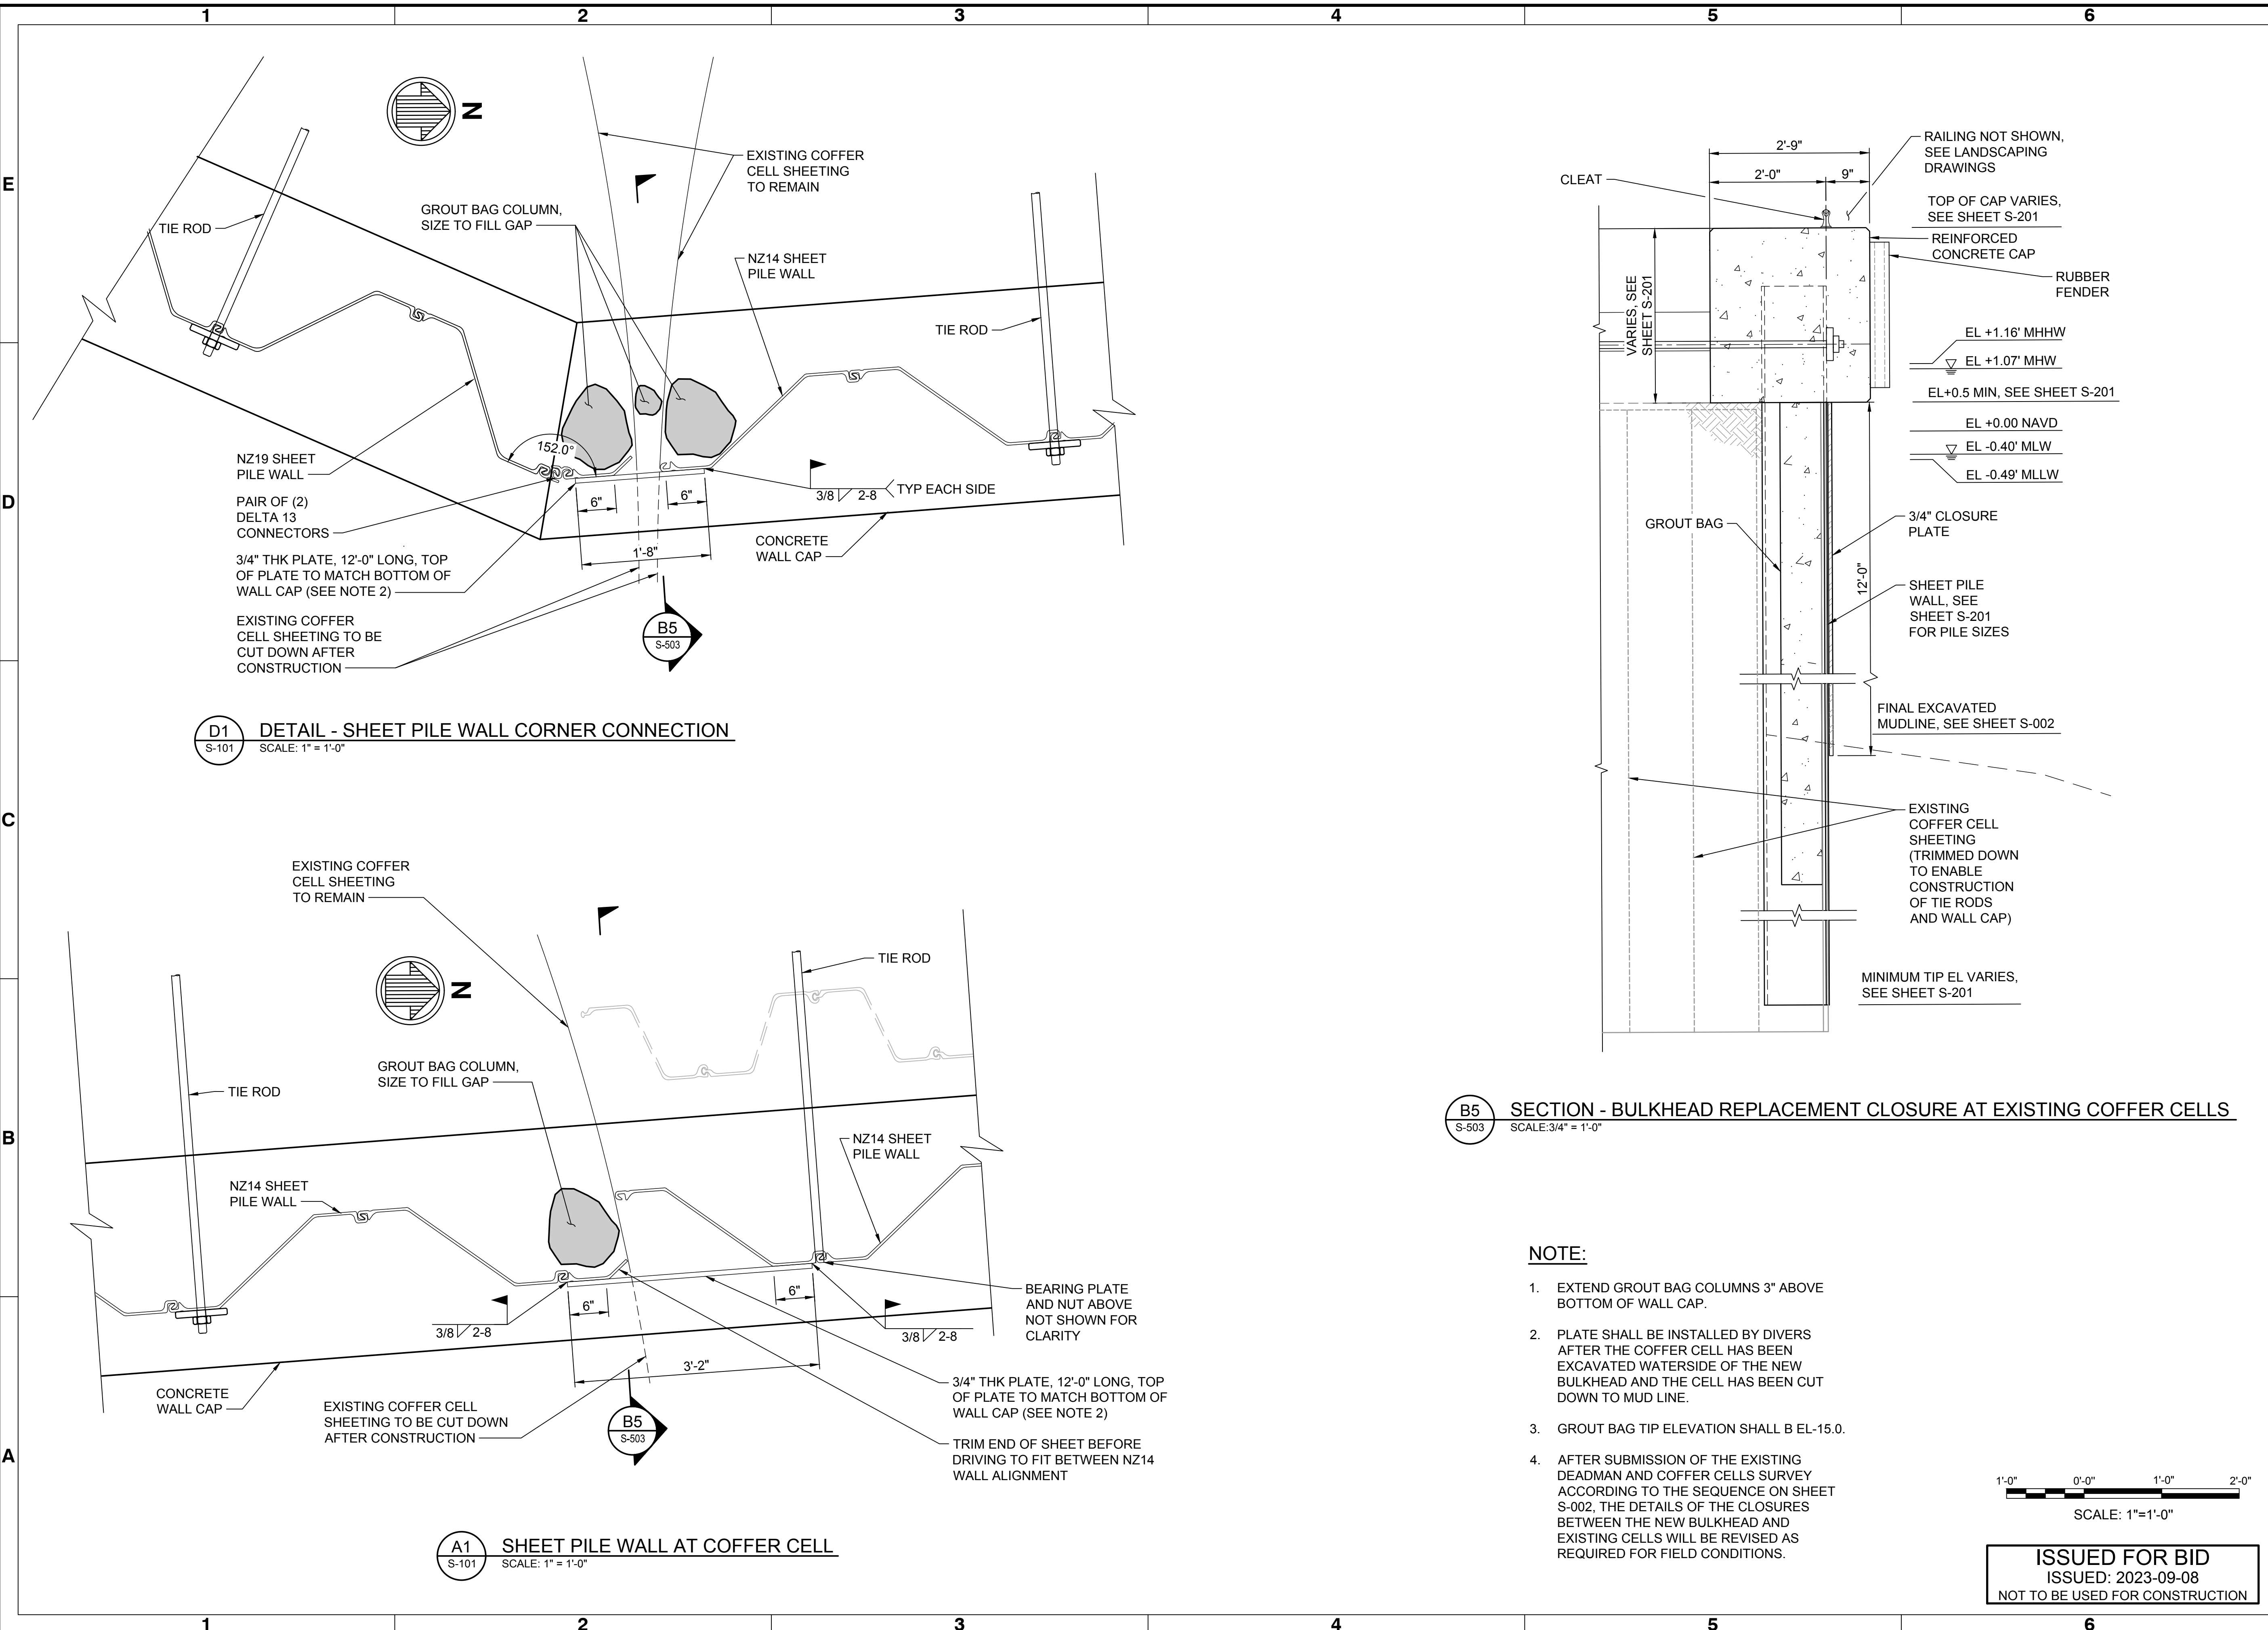 1 2 3 4 5 6
E
D
C
B
A
N
TIE ROD
GROUT BAG COLUMN,
SIZE TO FILL GAP
EXISTING COFFER
CELL SHEETING
TO REMAIN
NZ14 SHEET
PILE WALL
TIE ROD
152.0°
NZ19 SHEET
PILE WALL
PAIR OF (2)
DELTA 13
CONNECTORS
3/4" THK PLATE, 12'-0" LONG, TOP
OF PLATE TO MATCH BOTTOM OF
WALL CAP (SEE NOTE 2)
EXISTING COFFER
CELL SHEETING TO BE
CUT DOWN AFTER
CONSTRUCTION
6"
6"
1'-8"
3/8 2-8 TYP EACH SIDE
CONCRETE
WALL CAP
B5
S-503
D1
S-101
DETAIL - SHEET PILE WALL CORNER CONNECTION
SCALE: 1" = 1'-0"
EXISTING COFFER
CELL SHEETING
TO REMAIN
N
TIE ROD
GROUT BAG COLUMN,
SIZE TO FILL GAP
TIE ROD
NZ14 SHEET
PILE WALL
NZ14 SHEET
PILE WALL
6"
6"
3/8 2-8
3/8 2-8
3'-2"
BEARING PLATE
AND NUT ABOVE
NOT SHOWN FOR
CLARITY
CONCRETE
WALL CAP
EXISTING COFFER CELL
SHEETING TO BE CUT DOWN
AFTER CONSTRUCTION
B5
S-503
3/4" THK PLATE, 12'-0" LONG, TOP
OF PLATE TO MATCH BOTTOM OF
WALL CAP (SEE NOTE 2)
TRIM END OF SHEET BEFORE
DRIVING TO FIT BETWEEN NZ14
WALL ALIGNMENT
A1
S-101
SHEET PILE WALL AT COFFER CELL
SCALE: 1" = 1'-0"
2'-9"
2'-0"
9"
CLEAT
RAILING NOT SHOWN,
SEE LANDSCAPING
DRAWINGS
TOP OF CAP VARIES,
SEE SHEET S-201
REINFORCED
CONCRETE CAP
RUBBER
FENDER
VARIES, SEE
SHEET S-201
EL +1.16' MHHW
EL +1.07' MHW
EL+0.5 MIN, SEE SHEET S-201
EL +0.00 NAVD
EL -0.40' MLW
EL -0.49' MLLW
GROUT BAG
3/4" CLOSURE
PLATE
12'-0"
SHEET PILE
WALL, SEE
SHEET S-201
FOR PILE SIZES
FINAL EXCAVATED
MUDLINE, SEE SHEET S-002
EXISTING
COFFER CELL
SHEETING
(TRIMMED DOWN
TO ENABLE
CONSTRUCTION
OF TIE RODS
AND WALL CAP)
MINIMUM TIP EL VARIES,
SEE SHEET S-201
B5
S-503
SECTION - BULKHEAD REPLACEMENT CLOSURE AT EXISTING COFFER CELLS
SCALE:3/4" = 1'-0"
NOTE:
1. EXTEND GROUT BAG COLUMNS 3" ABOVE
BOTTOM OF WALL CAP.
2. PLATE SHALL BE INSTALLED BY DIVERS
AFTER THE COFFER CELL HAS BEEN
EXCAVATED WATERSIDE OF THE NEW
BULKHEAD AND THE CELL HAS BEEN CUT
DOWN TO MUD LINE.
3. GROUT BAG TIP ELEVATION SHALL B EL-15.0.
4. AFTER SUBMISSION OF THE EXISTING
DEADMAN AND COFFER CELLS SURVEY
ACCORDING TO THE SEQUENCE ON SHEET
S-002, THE DETAILS OF THE CLOSURES
BETWEEN THE NEW BULKHEAD AND
EXISTING CELLS WILL BE REVISED AS
REQUIRED FOR FIELD CONDITIONS.
1'-0" 0'-0" 1'-0" 2'-0"
SCALE: 1"=1'-0"
ISSUED FOR BID
ISSUED: 2023-09-08
NOT TO BE USED FOR CONSTRUCTION
1 2 3 4 5 6